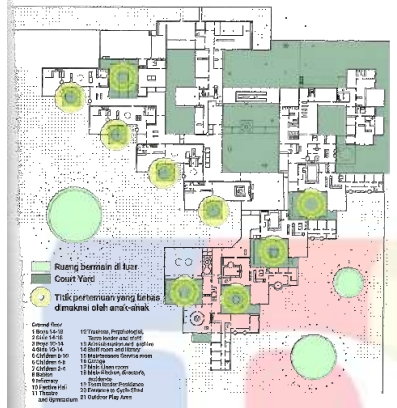 Ruang bermain di luar
Court Yard
Titik pertemuan yang bebas
dimaknai oleh anak-anak
Ground floor
1 Boys 14-18
2 Girls 14-18
3 Boys 10-14
4 Girls 10-14
5 Children 6-10
6 Children 4-6
7 Children 2-4
8 Babies
9 Infirmary
10 Festive Hall
11 Theatre
and Gymnasium
12 Trainees, Psychologist,
Team leader and staff
13 Administration and archive
14 Staff room and library
15 Maintenance Service room
16 Garage
17 Main Linen room
18 Main Kitchen, director's
residence
19 Team leader Residence
20 Entrance to Cycle Shed
21 Outdoor Play Area